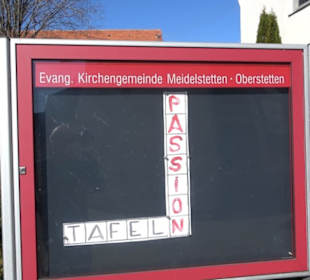 Evang. Kirchengemeinde Meidelstetten · Oberstetten
PASSION
TAFELN